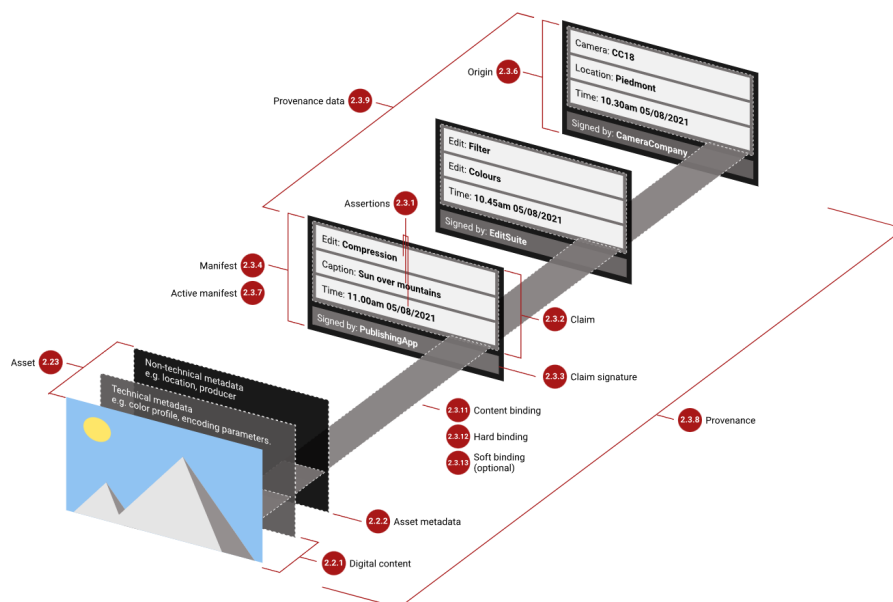 Camera: CC18
Location: Piedmont
Time: 10.30am 05/08/2021
Signed by: CameraCompany
Origin 2.3.6
Provenance data 2.3.9
Edit: Filter
Edit: Colours
Time: 10.45am 05/08/2021
Signed by: EditSuite
Assertions 2.3.1
Edit: Compression
Caption: Sun over mountains
Time: 11.00am 05/08/2021
Signed by: PublishingApp
Manifest 2.3.4
Active manifest 2.3.7
2.3.2 Claim
2.3.3 Claim signature
Asset 2.23
Non-technical metadata
e.g. location, producer
Technical metadata
e.g. color profile, encoding parameters.
2.3.11 Content binding
2.3.12 Hard binding
2.3.13 Soft binding
(optional)
2.3.8 Provenance
2.2.2 Asset metadata
2.2.1 Digital content